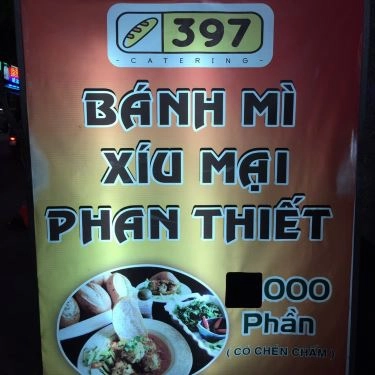 397
- CATERING -
BÁNH MÌ
XÍU MẠI
PHAN THIẾT
000
Phần
( CÓ CHÉN CHẤM )